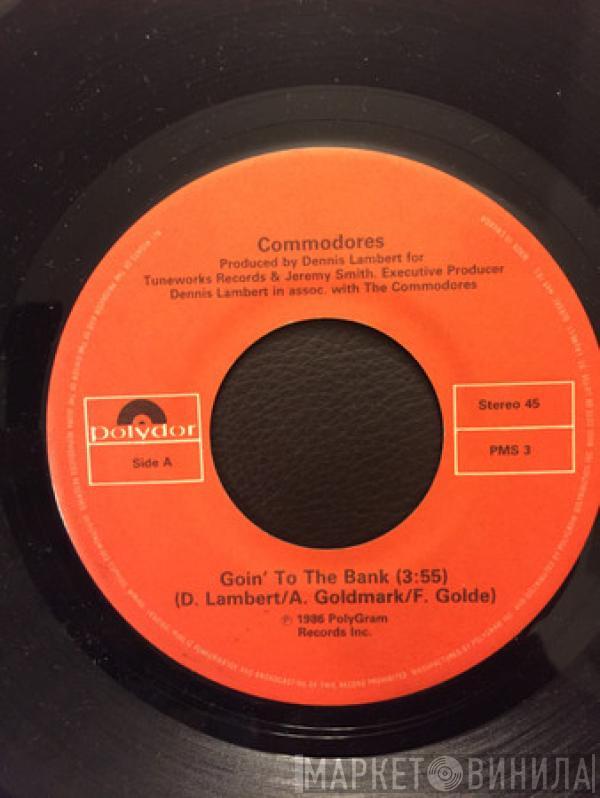 Commodores
Produced by Dennis Lambert for
Tuneworks Records & Jeremy Smith. Executive Producer
Dennis Lambert in assoc. with The Commodores
polydor
Side A
Stereo 45
PMS 3
Goin' To The Bank (3:55)
(D. Lambert/A. Goldmark/F. Golde)
℗ 1986 PolyGram
Records Inc.
МАРКЕТ ВИНИЛА